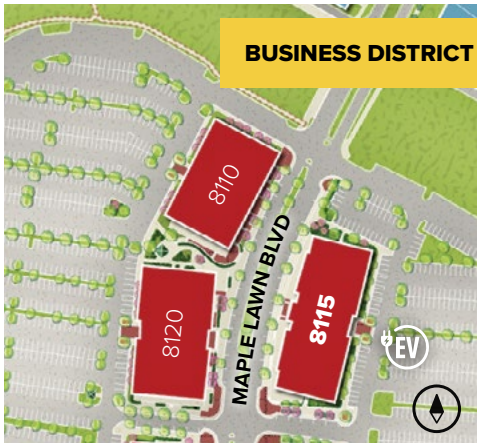 BUSINESS DISTRICT
8110
MAPLE LAWN BLVD
8120
8115
EV